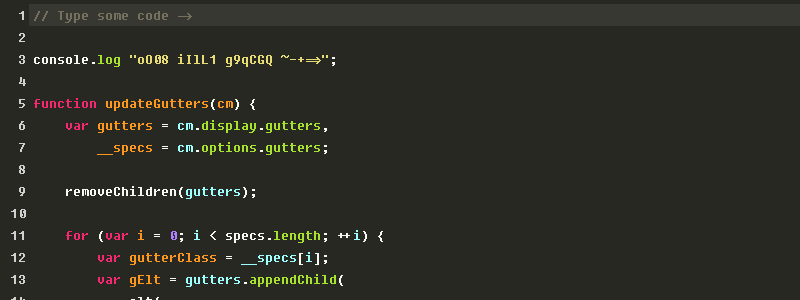 1 // Type some code ->
2
3 console.log "oO08 iIlL1 g9qCGQ ~-+=>";
4
5 function updateGutters(cm) {
6 var gutters = cm.display.gutters,
7 __specs = cm.options.gutters;
8
9 removeChildren(gutters);
10
11 for (var i = 0; i < specs.length; ++i) {
12 var gutterClass = __specs[i];
13 var gElt = gutters.appendChild(
14 elt(